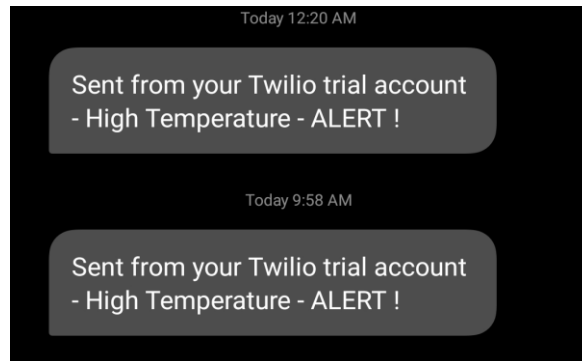 Today 12:20 AM
Sent from your Twilio trial account
- High Temperature - ALERT !
Today 9:58 AM
Sent from your Twilio trial account
- High Temperature - ALERT !